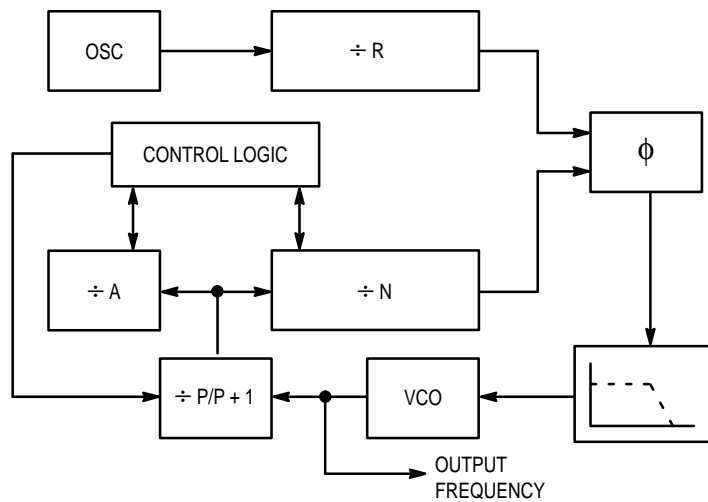 OSC
÷ R
CONTROL LOGIC
ϕ
÷ A
÷ N
÷ P/P + 1
VCO
OUTPUT
FREQUENCY